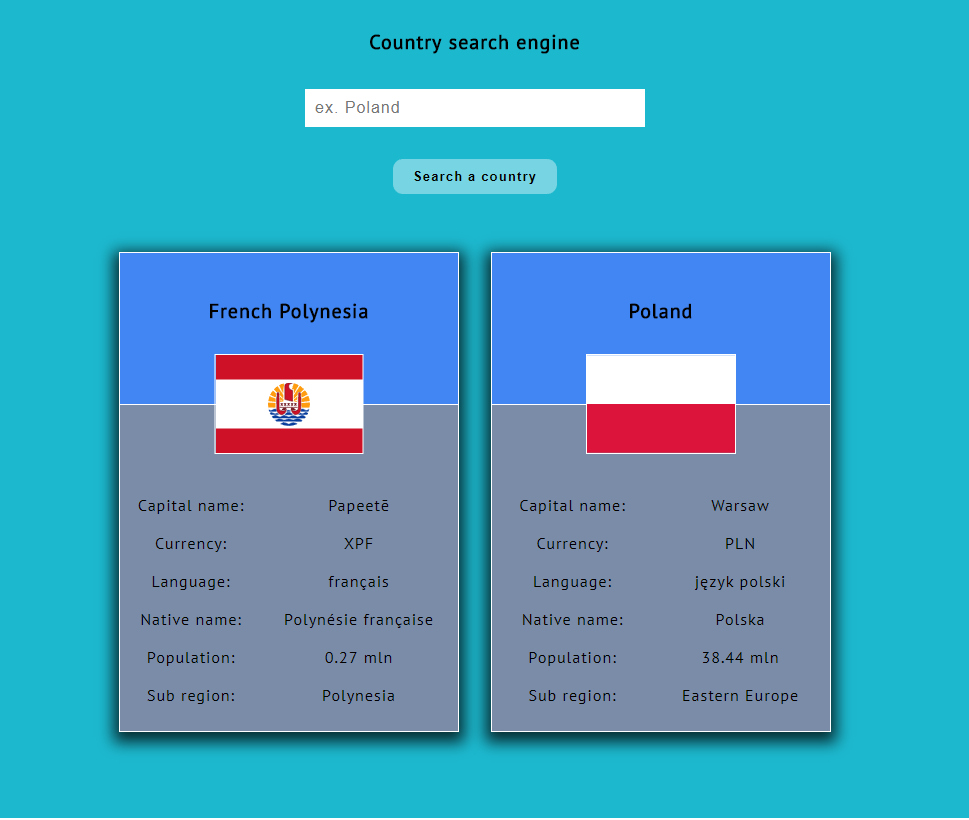 Country search engine
ex. Poland
Search a country
French Polynesia
Capital name: Papeetē
Currency: XPF
Language: français
Native name: Polynésie française
Population: 0.27 mln
Sub region: Polynesia
Poland
Capital name: Warsaw
Currency: PLN
Language: język polski
Native name: Polska
Population: 38.44 mln
Sub region: Eastern Europe